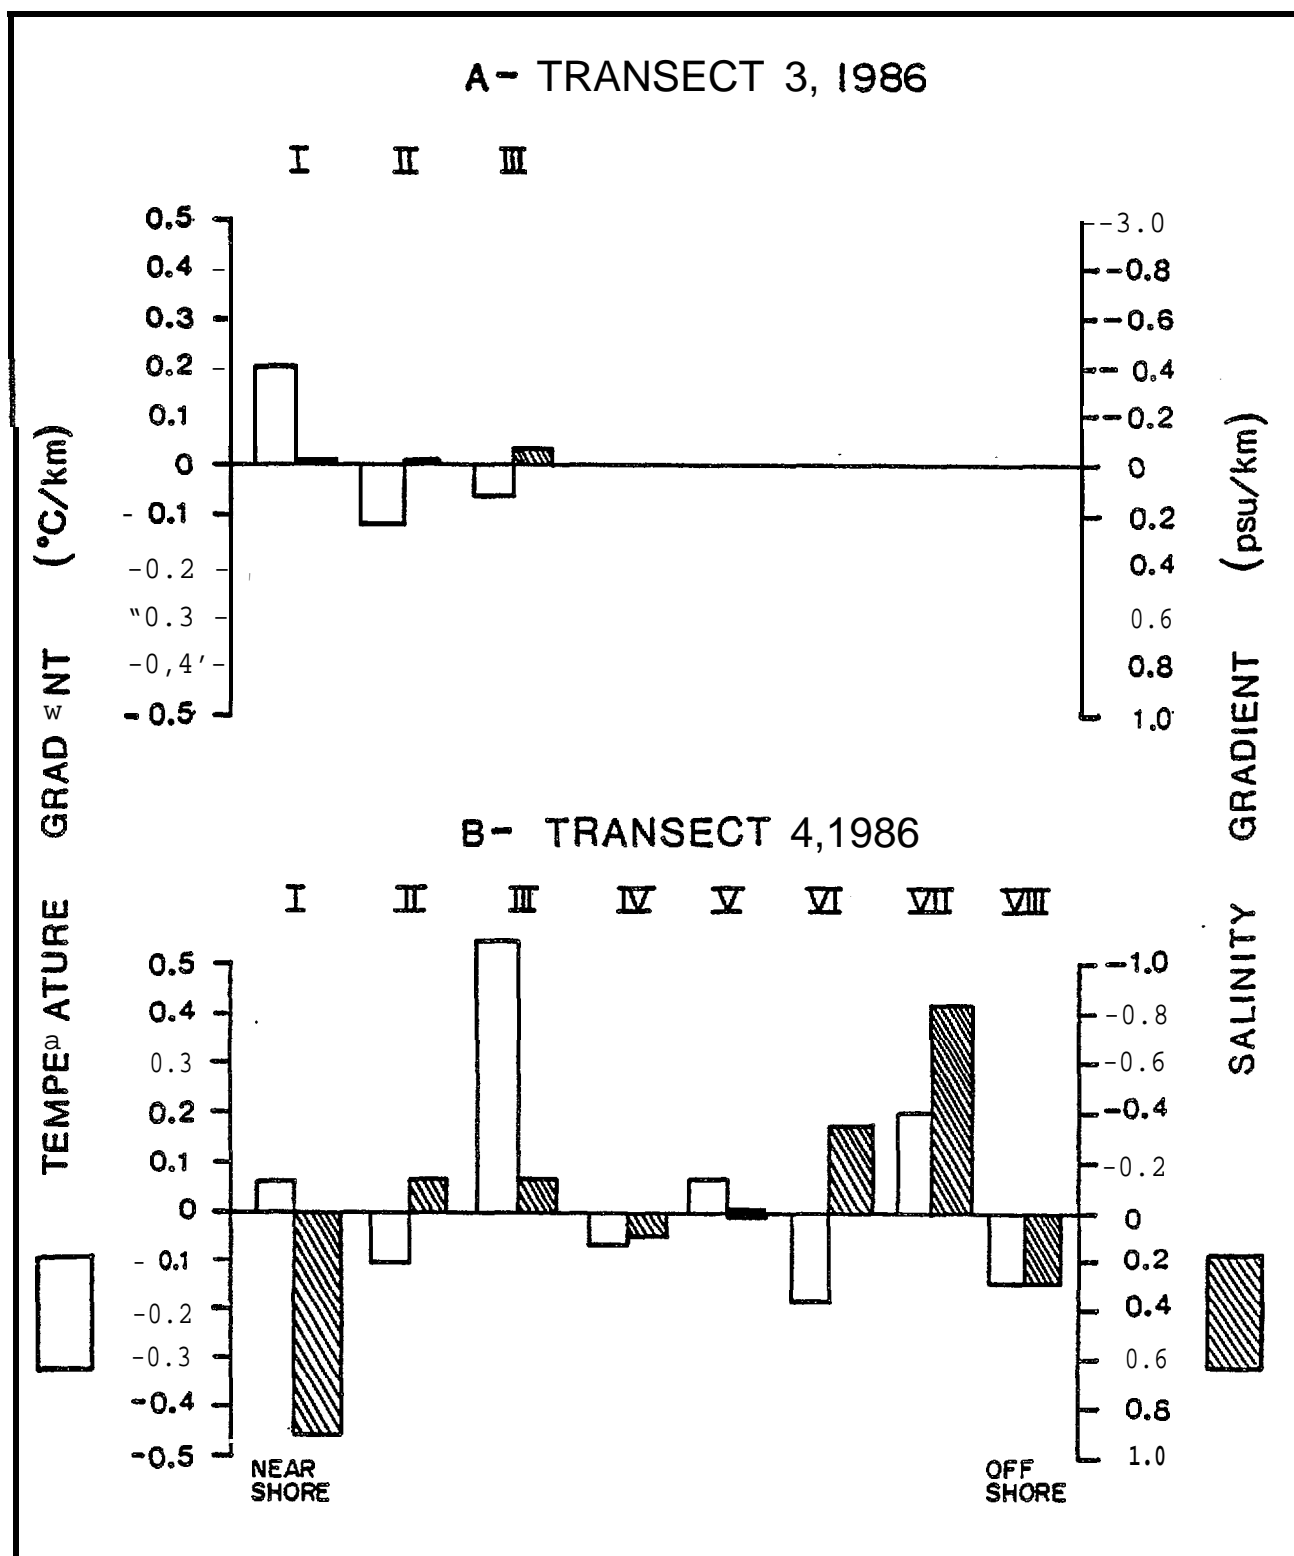 A- TRANSECT 3, 1986
I II III
0.5 --3.0
0.4 --0.8
0.3 --0.6
0.2 -- 0.4
0.1 -0.2
0 0
- 0.1 0.2
-0.2 0.4
"0.3 0.6
-0,4' 0.8
-0.5 1.0
TEMPEᵊATURE GRAD wNT (°C/km)
SALINITY GRADIENT (psu/km)
B- TRANSECT 4,1986
I II III IV V VI VII VIII
0.5 -1.0
0.4 -0.8
0.3 -0.6
0.2 -0.4
0.1 -0.2
0 0
- 0.1 0.2
-0.2 0.4
-0.3 0.6
-0.4 0.8
-0.5 1.0
NEAR SHORE
OFF SHORE